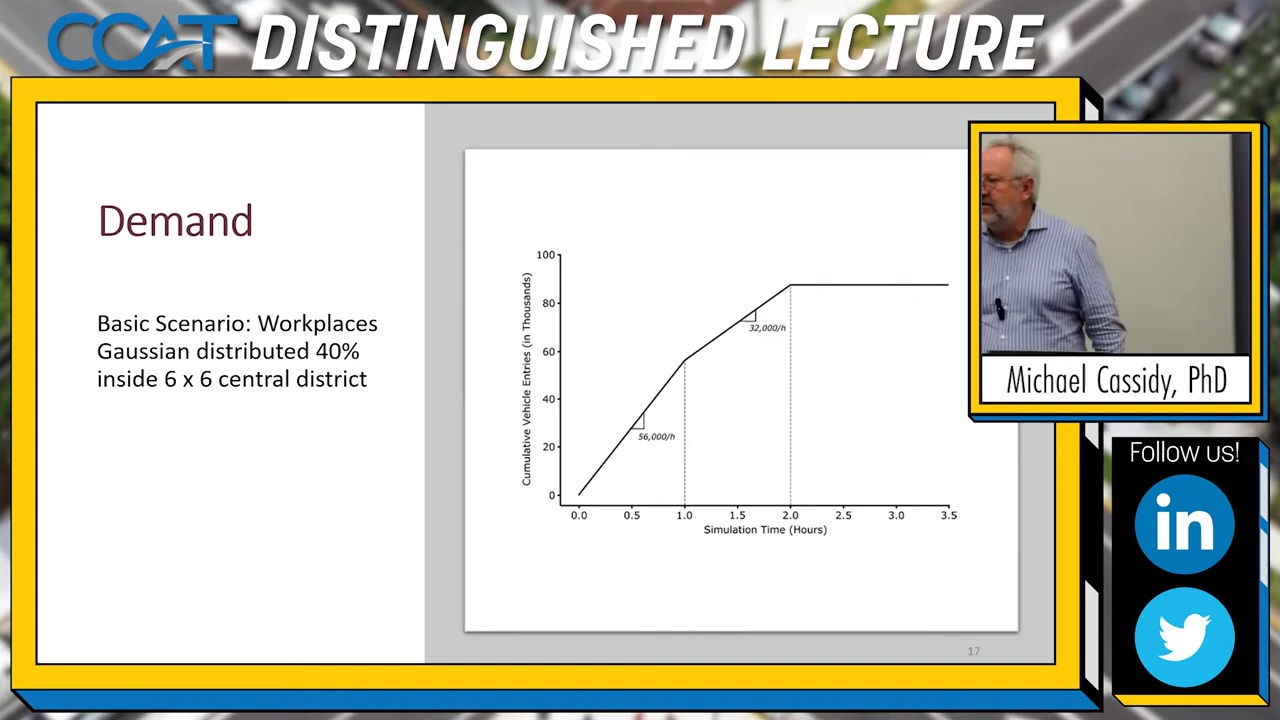 CCAT DISTINGUISHED LECTURE
Demand
Basic Scenario: Workplaces
Gaussian distributed 40%
inside 6 x 6 central district
Cumulative Vehicle Entries (in Thousands)
100
80
60
40
20
0
56,000/h
32,000/h
0.0 0.5 1.0 1.5 2.0 2.5 3.0 3.5
Simulation Time (Hours)
17
Michael Cassidy, PhD
Follow us!
in